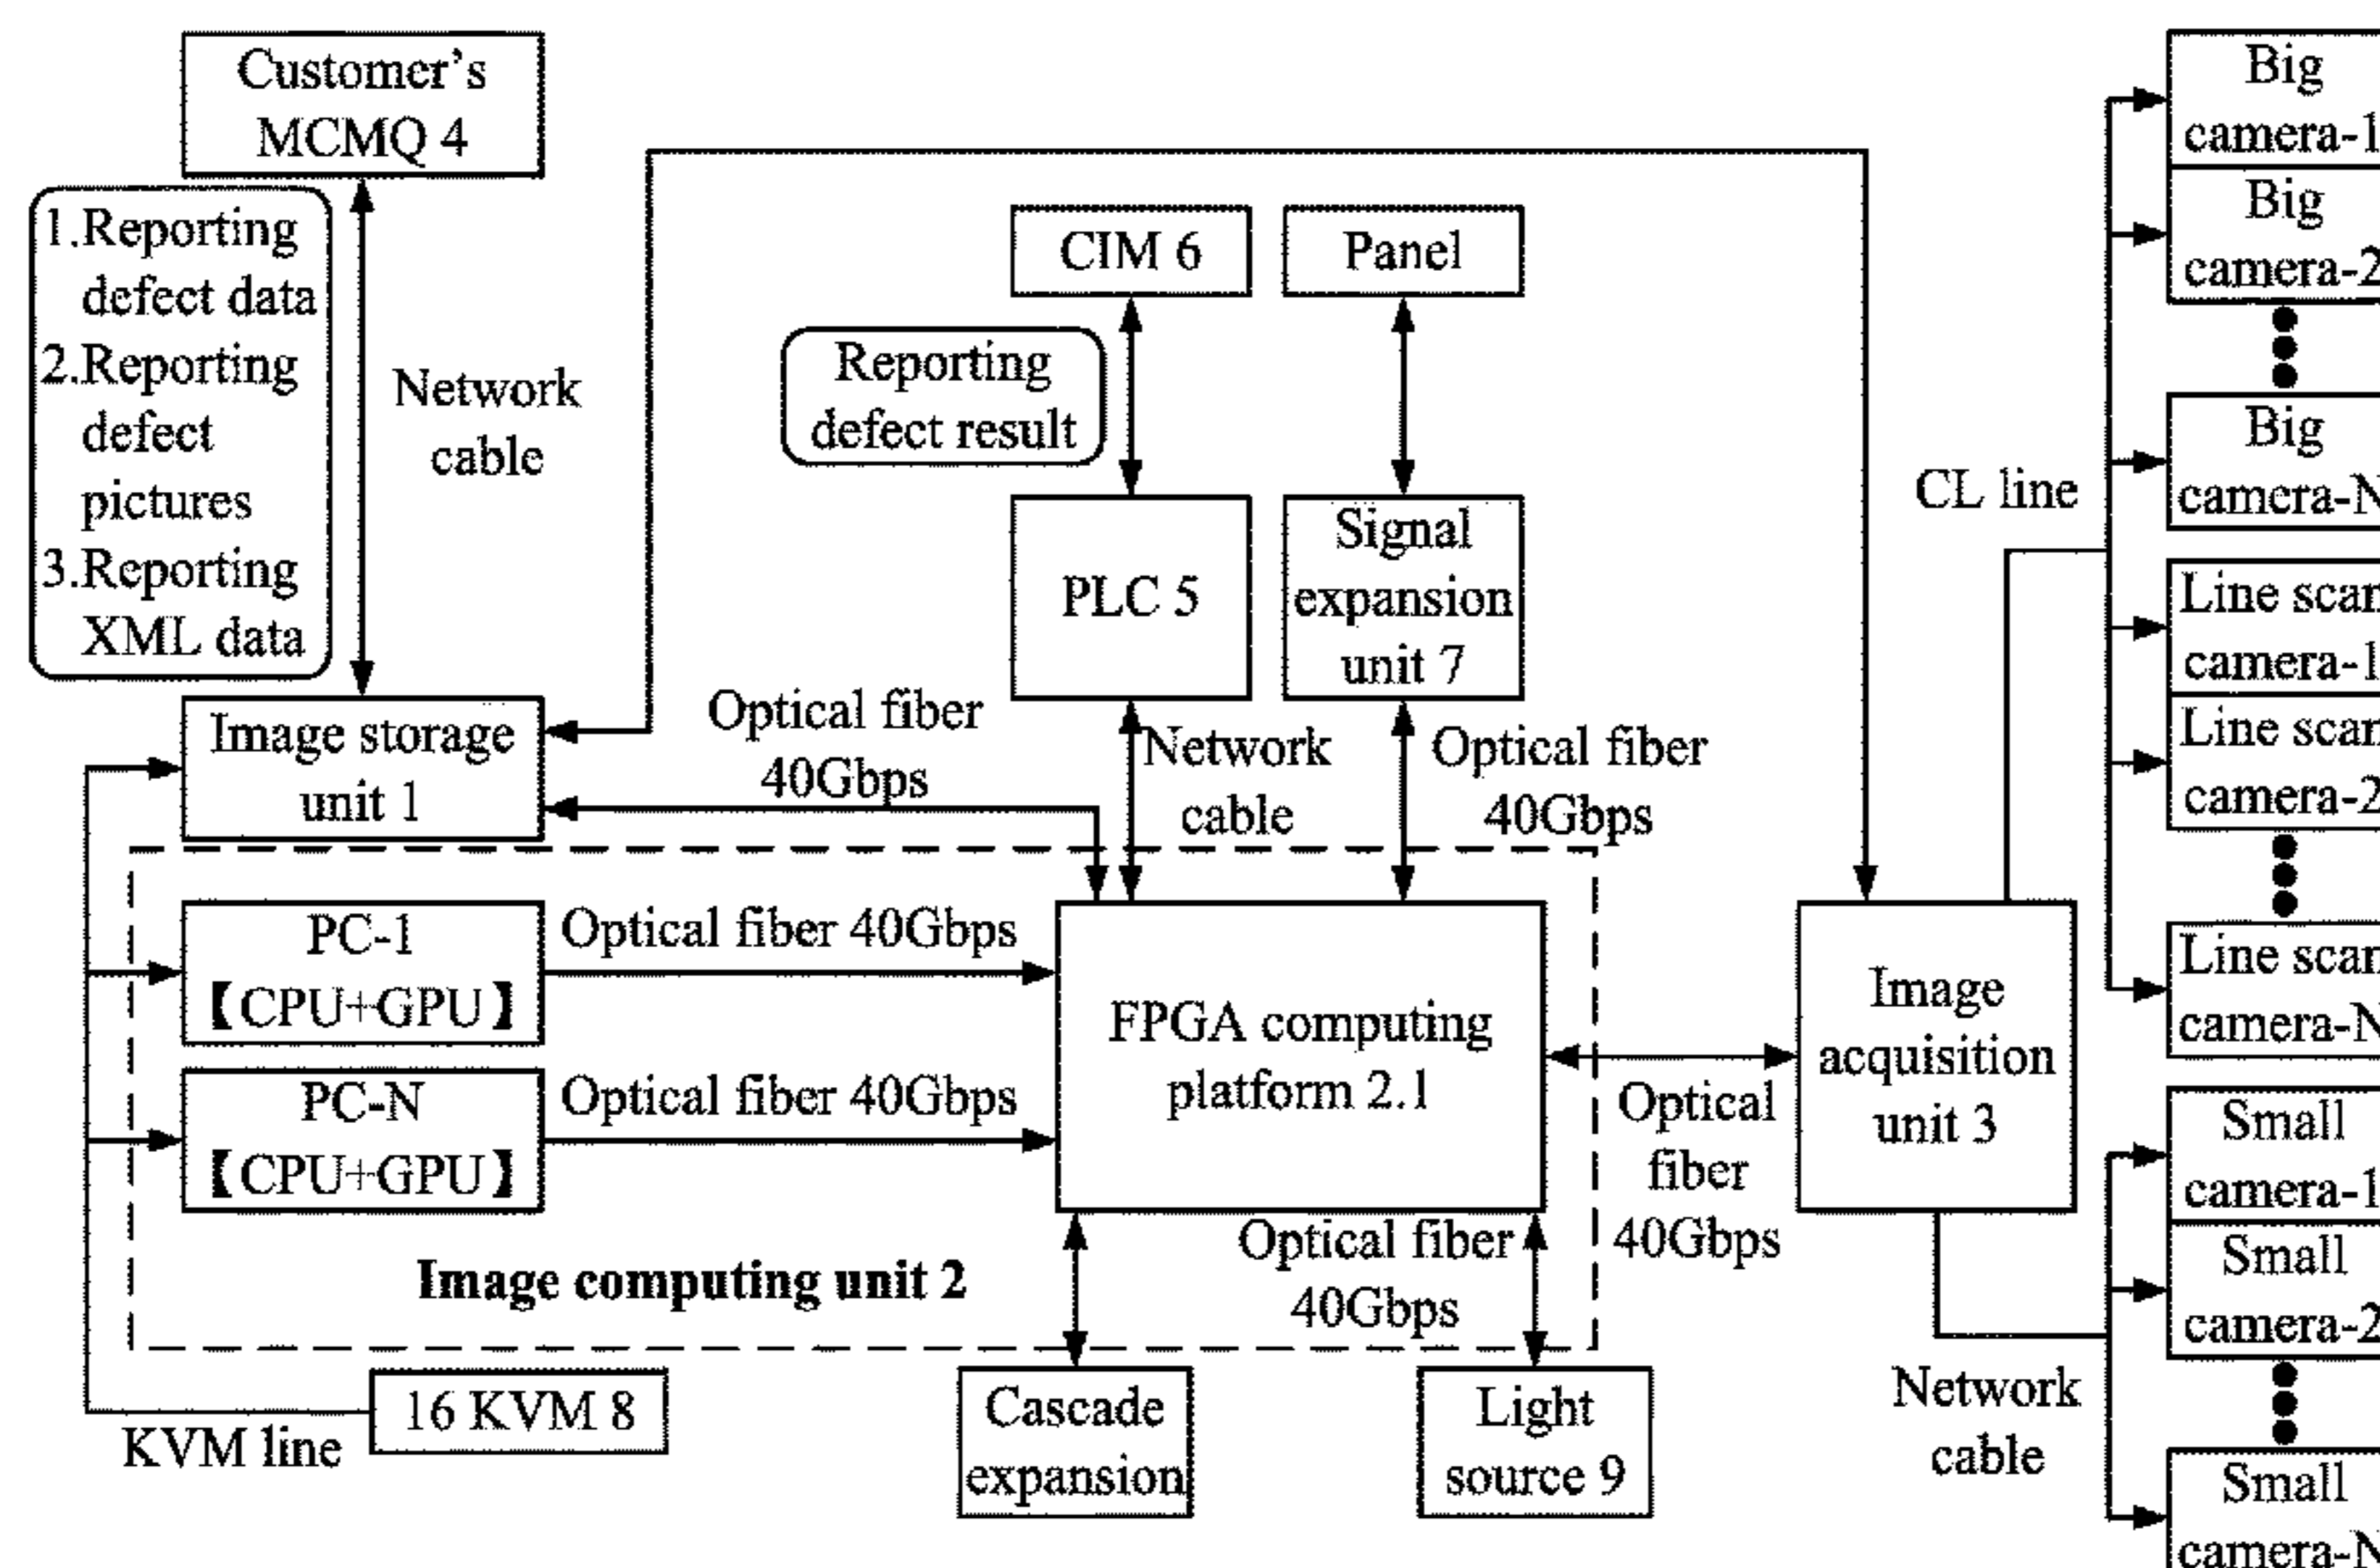 Customer's
MCMQ 4
1.Reporting
defect data
2.Reporting
defect
pictures
3.Reporting
XML data
Network
cable
Image storage
unit 1
Optical fiber
40Gbps
CIM 6
Panel
Reporting
defect result
PLC 5
Signal
expansion
unit 7
Network
cable
Optical fiber
40Gbps
PC-1
【CPU+GPU】
Optical fiber 40Gbps
PC-N
【CPU+GPU】
Optical fiber 40Gbps
FPGA computing
platform 2.1
Image computing unit 2
Optical fiber
40Gbps
Optical
fiber
40Gbps
Image
acquisition
unit 3
16 KVM 8
KVM line
Cascade
expansion
Light
source 9
CL line
Network
cable
Big
camera-1
Big
camera-2
Big
camera-N
Line scan
camera-1
Line scan
camera-2
Line scan
camera-N
Small
camera-1
Small
camera-2
Small
camera-N